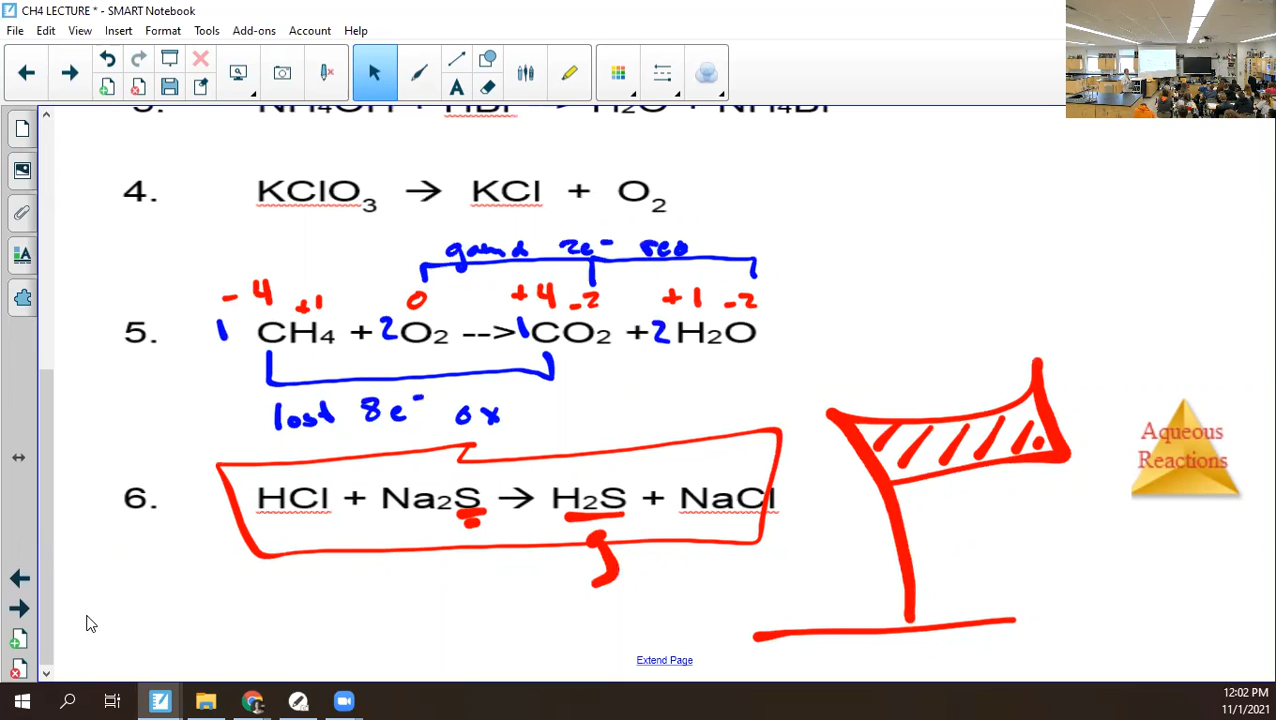 CH4 LECTURE * - SMART Notebook
File Edit View Insert Format Tools Add-ons Account Help
4. KClO3 → KCl + O2
gained 2e- red
-4 +1 0 +4 -2 +1 -2
5. 1 CH4 + 2O2 --> 1CO2 + 2H2O
lost 8e- ox
6. HCl + Na2S → H2S + NaCl
Aqueous
Reactions
Extend Page
12:02 PM
11/1/2021